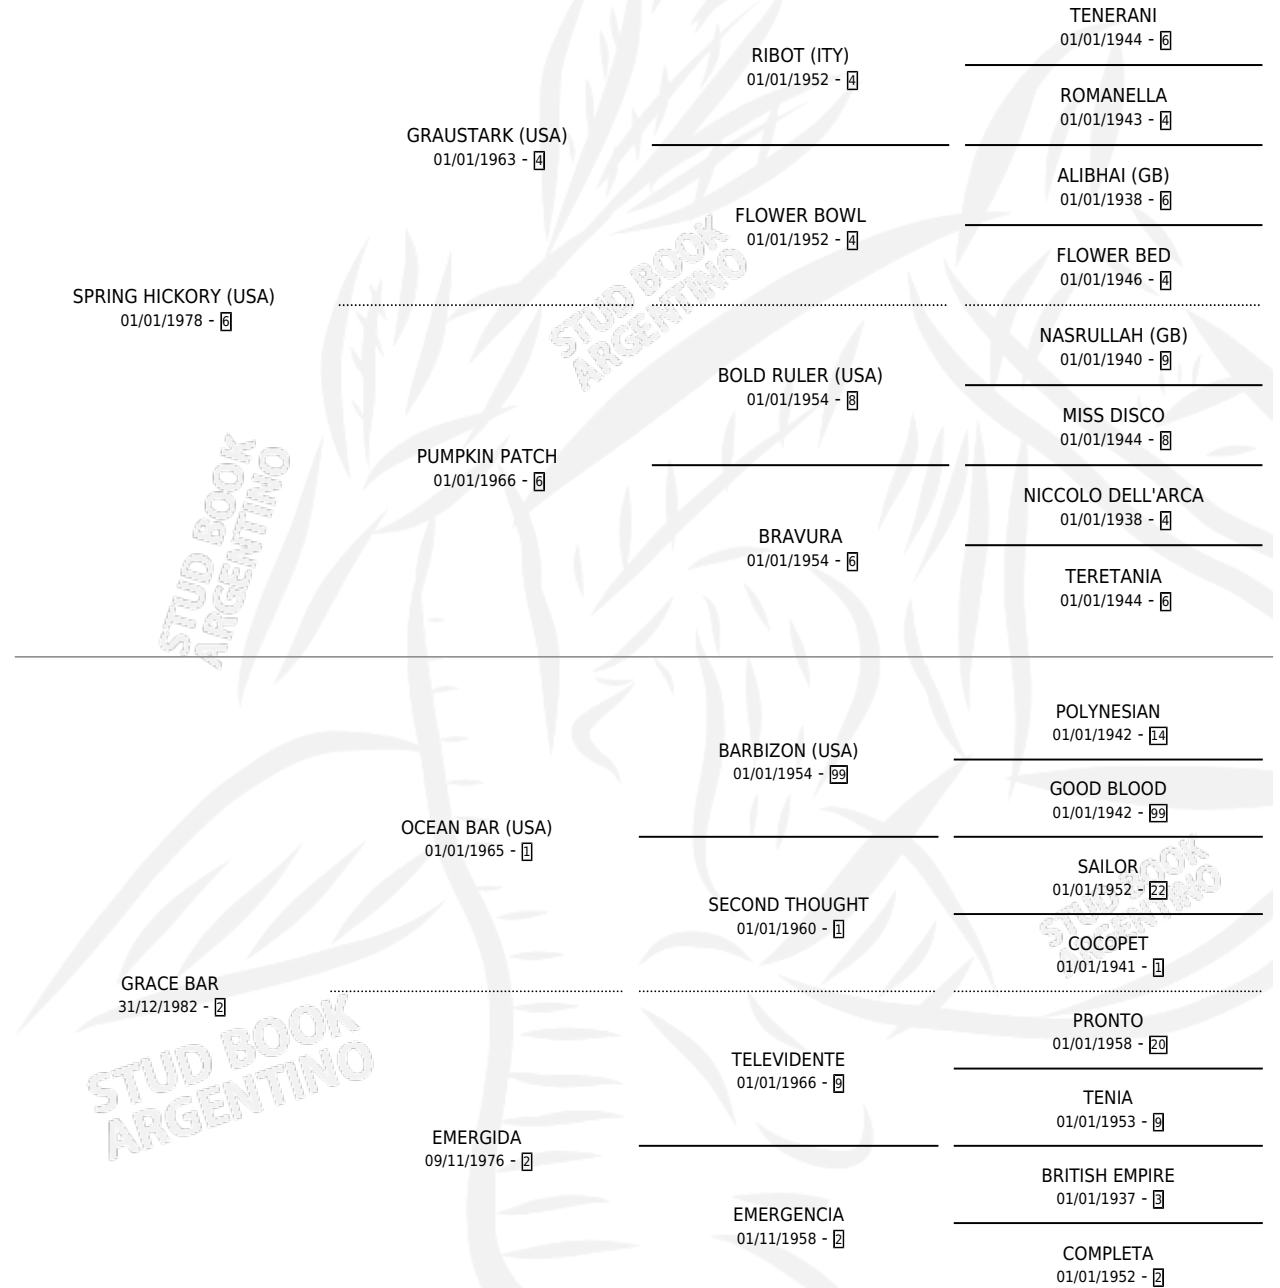 TENERANI
01/01/1944 - 6
RIBOT (ITY)
01/01/1952 - 4
ROMANELLA
01/01/1943 - 4
GRAUSTARK (USA)
01/01/1963 - 4
ALIBHAI (GB)
01/01/1938 - 6
FLOWER BOWL
01/01/1952 - 4
FLOWER BED
01/01/1946 - 4
SPRING HICKORY (USA)
01/01/1978 - 6
STUD BOOK
ARGENTINO
NASRULLAH (GB)
01/01/1940 - 9
BOLD RULER (USA)
01/01/1954 - 8
MISS DISCO
01/01/1944 - 8
PUMPKIN PATCH
01/01/1966 - 6
NICCOLO DELL'ARCA
01/01/1938 - 4
BRAVURA
01/01/1954 - 6
TERETANIA
01/01/1944 - 6
STUD BOOK
ARGENTINO
POLYNESIAN
01/01/1942 - 14
BARBIZON (USA)
01/01/1954 - 99
GOOD BLOOD
01/01/1942 - 99
OCEAN BAR (USA)
01/01/1965 - 1
SAILOR
01/01/1952 - 22
SECOND THOUGHT
01/01/1960 - 1
COCOPET
01/01/1941 - 1
STUD BOOK
ARGENTINO
GRACE BAR
31/12/1982 - 2
PRONTO
01/01/1958 - 20
TELEVIDENTE
01/01/1966 - 9
TENIA
01/01/1953 - 9
STUD BOOK
ARGENTINO
EMERGIDA
09/11/1976 - 2
BRITISH EMPIRE
01/01/1937 - 3
EMERGENCIA
01/11/1958 - 2
COMPLETA
01/01/1952 - 2